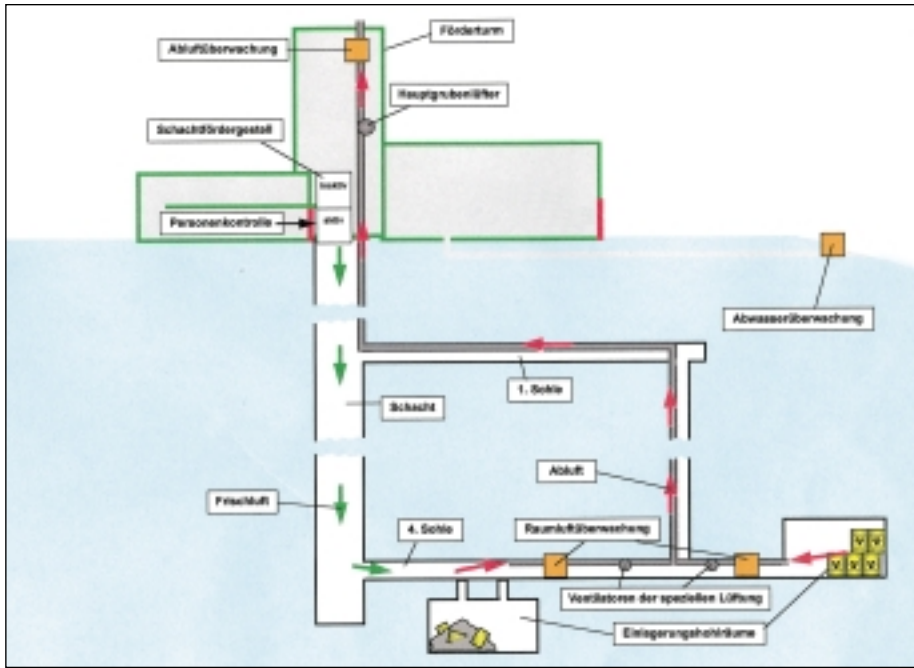 Förderturm
Abluftüberwachung
Hauptgrubenlüfter
Schachtfördergestell
Personenkontrolle
Abwasserüberwachung
1. Sohle
Schacht
Abluft
Frischluft
4. Sohle
Raumluftüberwachung
Ventilatoren der speziellen Lüftung
Einlagerungshohlräume